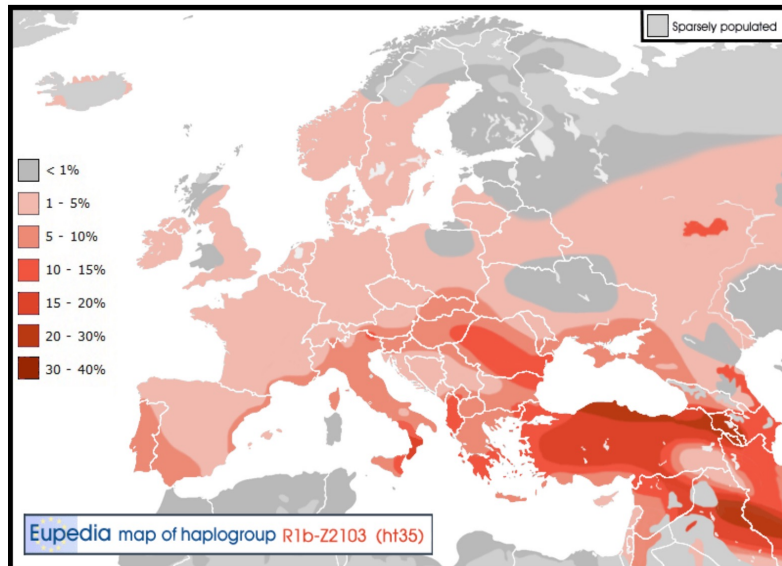 Sparsely populated
< 1%
1 - 5%
5 - 10%
10 - 15%
15 - 20%
20 - 30%
30 - 40%
Eupedia map of haplogroup R1b-Z2103 (ht35)